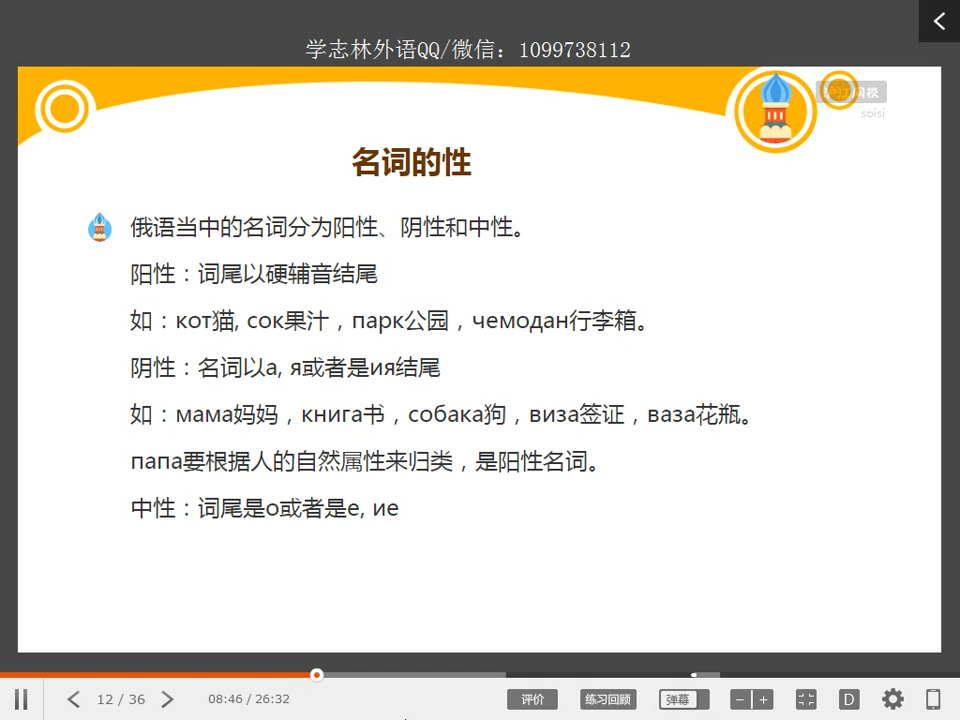 学志林外语QQ/微信：1099738112
沪江网校
soisi
名词的性
俄语当中的名词分为阳性、阴性和中性。
阳性：词尾以硬辅音结尾
如：кот猫, сок果汁，парк公园，чемодан行李箱。
阴性：名词以а, я或者是ия结尾
如：мама妈妈，книга书，собака狗，виза签证，ваза花瓶。
папа要根据人的自然属性来归类，是阳性名词。
中性：词尾是о或者是е, ие
12 / 36
08:46 / 26:32
评价
练习回顾
弹幕
D